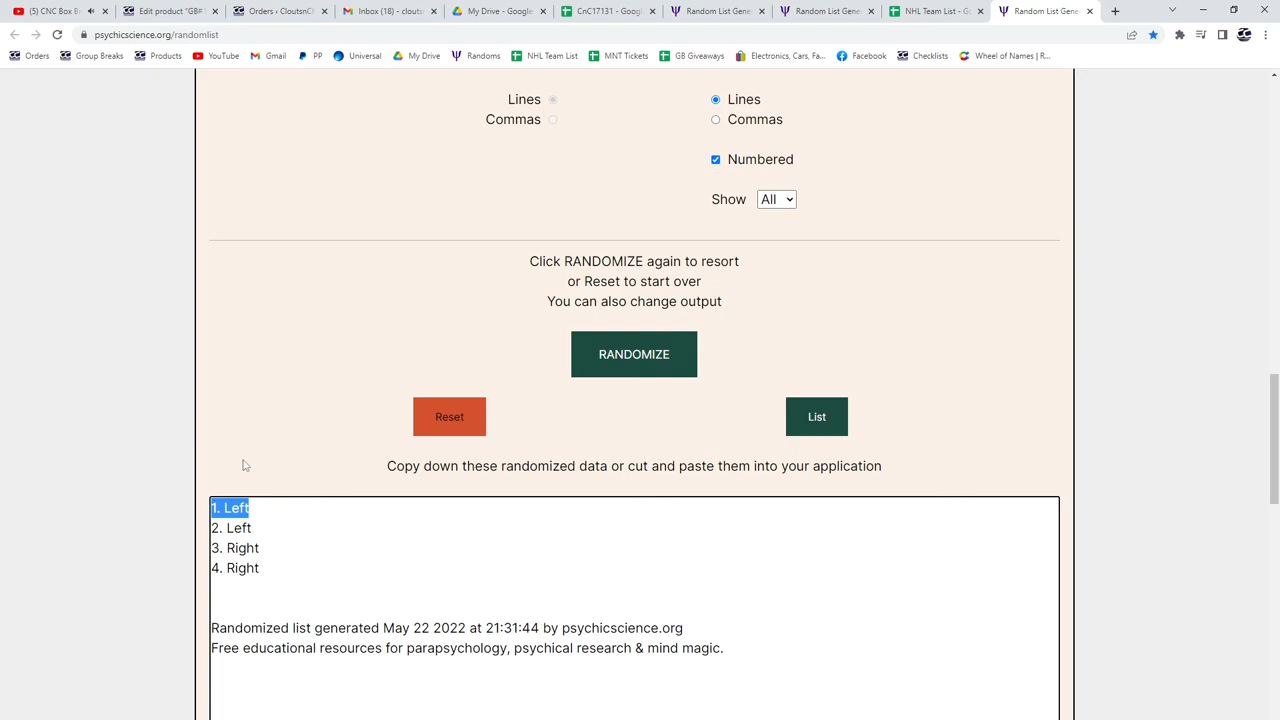 (5) CNC Box B
Edit product "GB#
Orders ‹ CloutsnC
Inbox (18) - clouts
My Drive - Google
CnC17131 - Googl
Random List Gene
Random List Gene
NHL Team List - G
Random List Gene
psychicscience.org/randomlist
Orders
Group Breaks
Products
YouTube
Gmail
PP
Universal
My Drive
Randoms
NHL Team List
MNT Tickets
GB Giveaways
Electronics, Cars, Fa...
Facebook
Checklists
Wheel of Names | R...
Lines
Lines
Commas
Commas
Numbered
Show All
Click RANDOMIZE again to resort
or Reset to start over
You can also change output
RANDOMIZE
Reset
List
Copy down these randomized data or cut and paste them into your application
1. Left
2. Left
3. Right
4. Right
Randomized list generated May 22 2022 at 21:31:44 by psychicscience.org
Free educational resources for parapsychology, psychical research & mind magic.